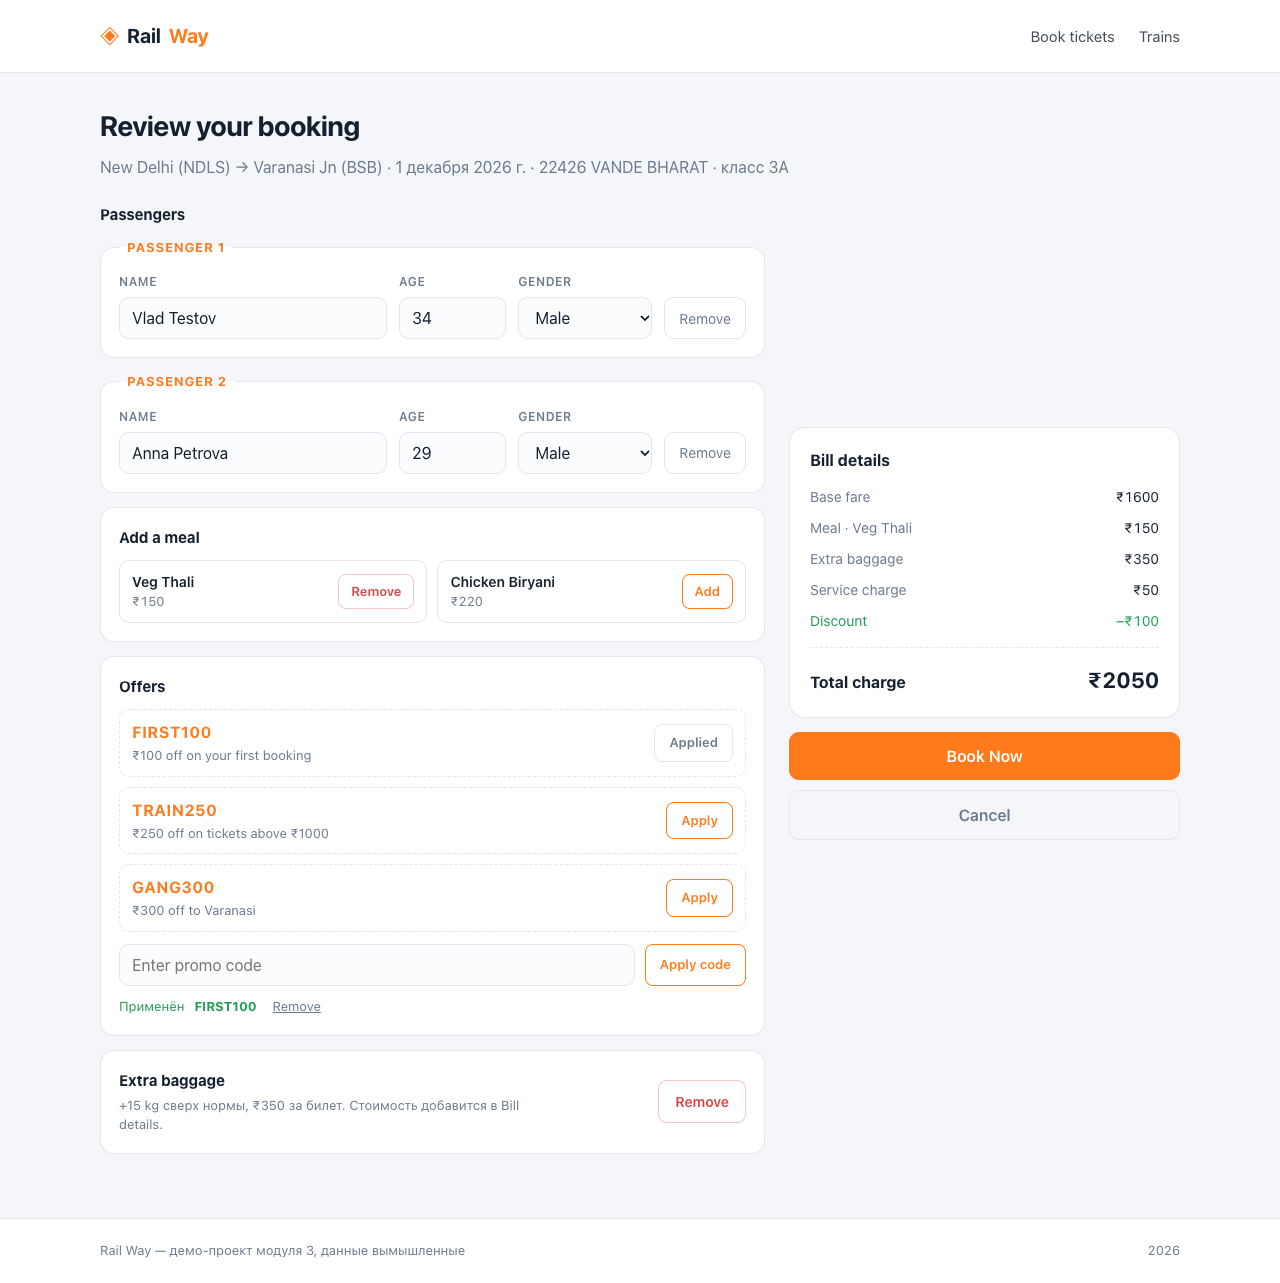 Rail Way
Book tickets
Trains
Review your booking
New Delhi (NDLS) → Varanasi Jn (BSB) · 1 декабря 2026 г. · 22426 VANDE BHARAT · класс 3A
Passengers
PASSENGER 1
NAME AGE GENDER
Vlad Testov 34 Male Remove
PASSENGER 2
NAME AGE GENDER
Anna Petrova 29 Male Remove
Add a meal
Veg Thali
₹150
Remove
Chicken Biryani
₹220
Add
Offers
FIRST100
₹100 off on your first booking
Applied
TRAIN250
₹250 off on tickets above ₹1000
Apply
GANG300
₹300 off to Varanasi
Apply
Enter promo code
Apply code
Применён FIRST100 Remove
Extra baggage
+15 kg сверх нормы, ₹350 за билет. Стоимость добавится в Bill
details.
Remove
Bill details
Base fare ₹1600
Meal · Veg Thali ₹150
Extra baggage ₹350
Service charge ₹50
Discount −₹100
Total charge ₹2050
Book Now
Cancel
Rail Way — демо-проект модуля 3, данные вымышленные
2026